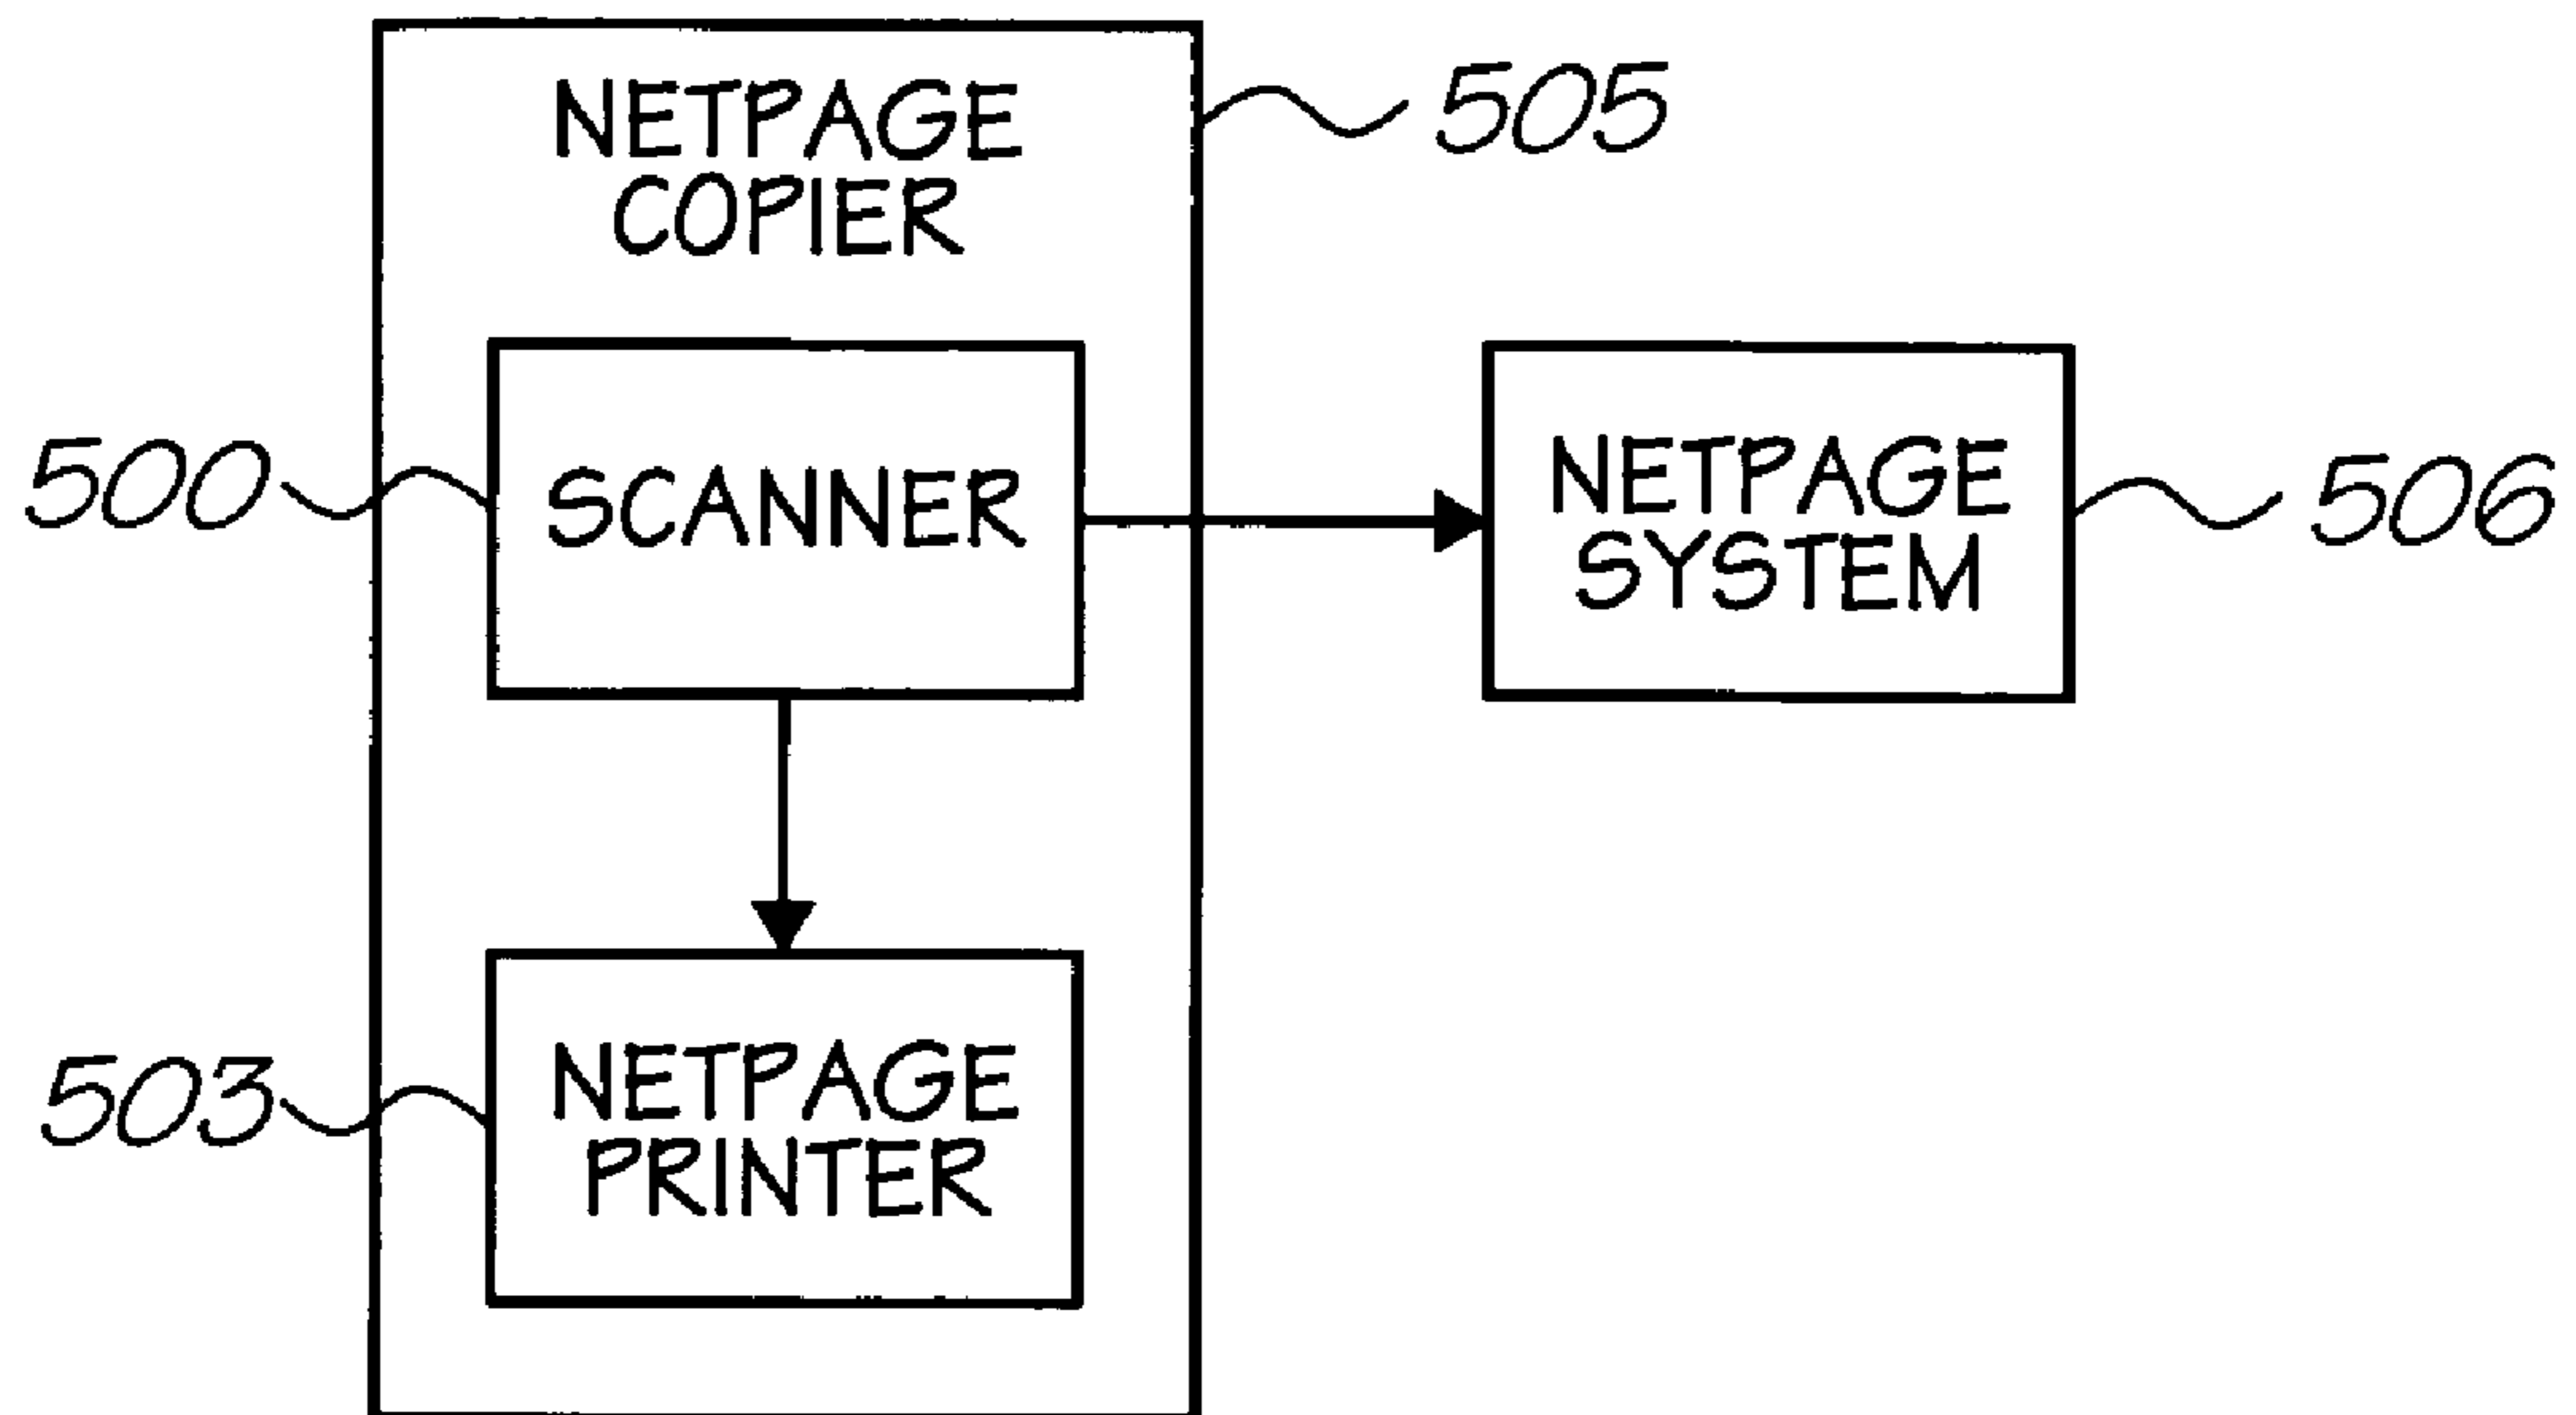 NETPAGE
COPIER
505
500
SCANNER
NETPAGE
SYSTEM
506
503
NETPAGE
PRINTER